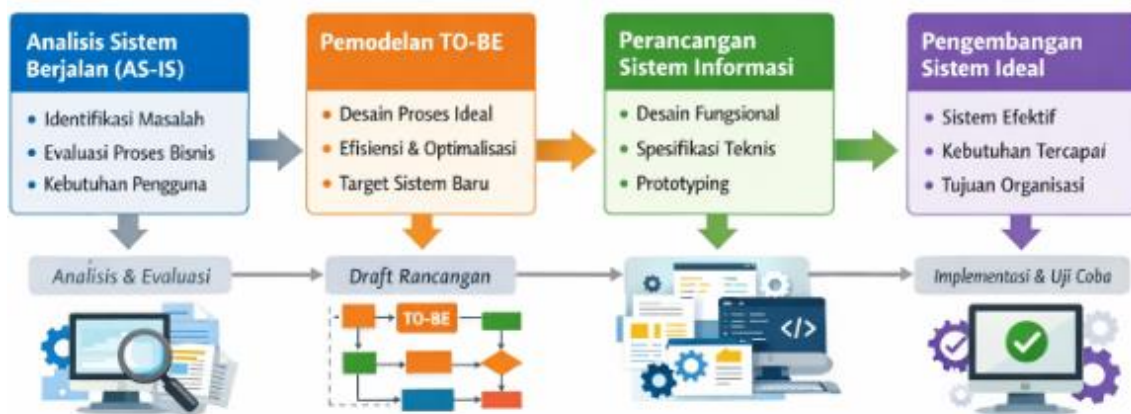 Analisis Sistem
Berjalan (AS-IS)
• Identifikasi Masalah
• Evaluasi Proses Bisnis
• Kebutuhan Pengguna
Pemodelan TO-BE
• Desain Proses Ideal
• Efisiensi & Optimalisasi
• Target Sistem Baru
Perancangan
Sistem Informasi
• Desain Fungsional
• Spesifikasi Teknis
• Prototyping
Pengembangan
Sistem Ideal
• Sistem Efektif
• Kebutuhan Tercapai
• Tujuan Organisasi
Analisis & Evaluasi
Draft Rancangan
Implementasi & Uji Coba
TO-BE
</>